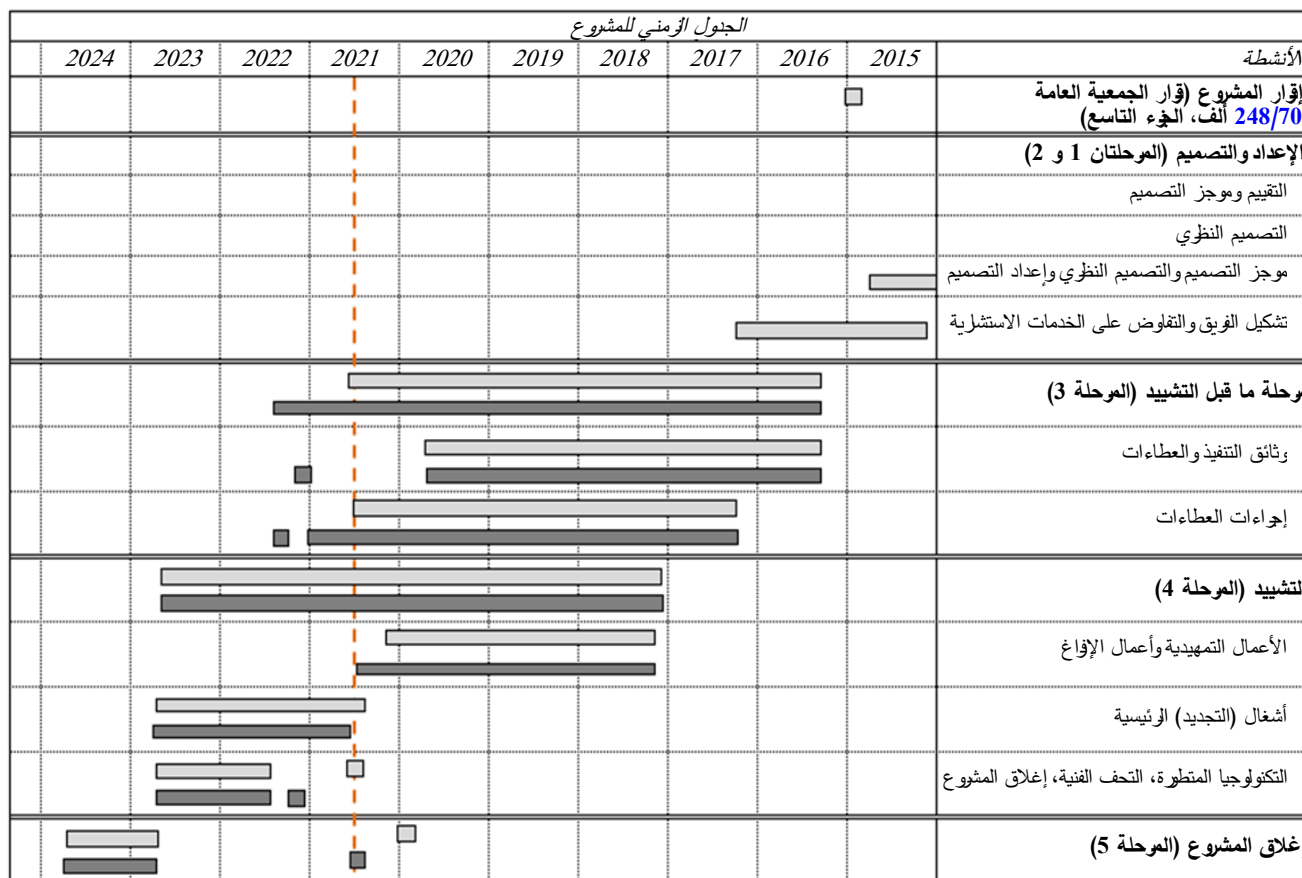 الجدول الزمني للمشروع
الأنشطة 2015 2016 2017 2018 2019 2020 2021 2022 2023 2024
إقرار المشروع (قرار الجمعية العامة
248/70 ألف، الجزء التاسع)
الإعداد والتصميم (المرحلتان 1 و 2)
التقييم وموجز التصميم
التصميم النظري
موجز التصميم والتصميم النظري وإعداد التصميم
تشكيل الفريق والتفاوض على الخدمات الاستشارية
مرحلة ما قبل التشييد (المرحلة 3)
وثائق التنفيذ والعطاءات
إجراءات العطاءات
التشييد (المرحلة 4)
الأعمال التمهيدية وأعمال الإفراغ
أشغال (التجديد) الرئيسية
التكنولوجيا المتطورة، التحف الفنية، إغلاق المشروع
إغلاق المشروع (المرحلة 5)